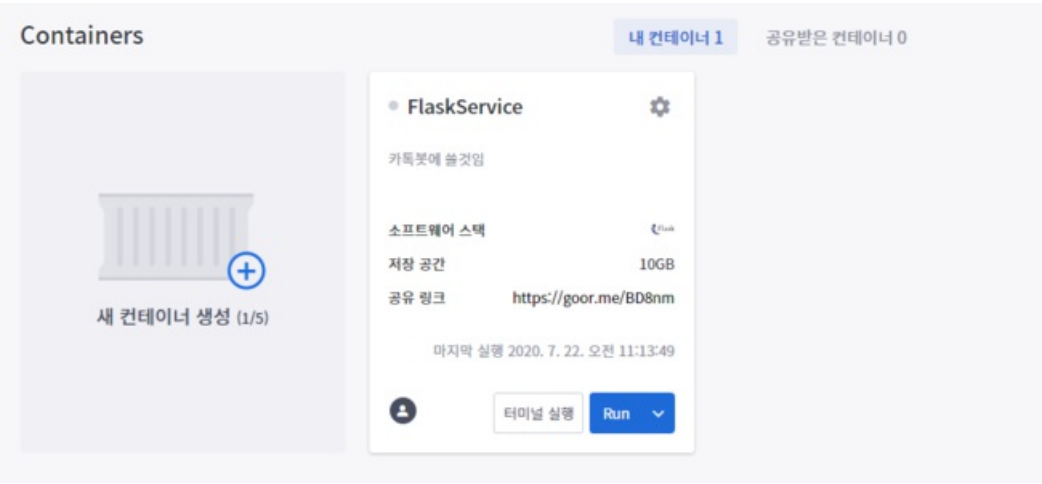 Containers
내 컨테이너 1
공유받은 컨테이너 0
FlaskService
카톡봇에 쓸것임
소프트웨어 스택
Flask
저장 공간
10GB
공유 링크
https://goor.me/BD8nm
새 컨테이너 생성 (1/5)
마지막 실행 2020. 7. 22. 오전 11:13:49
터미널 실행
Run